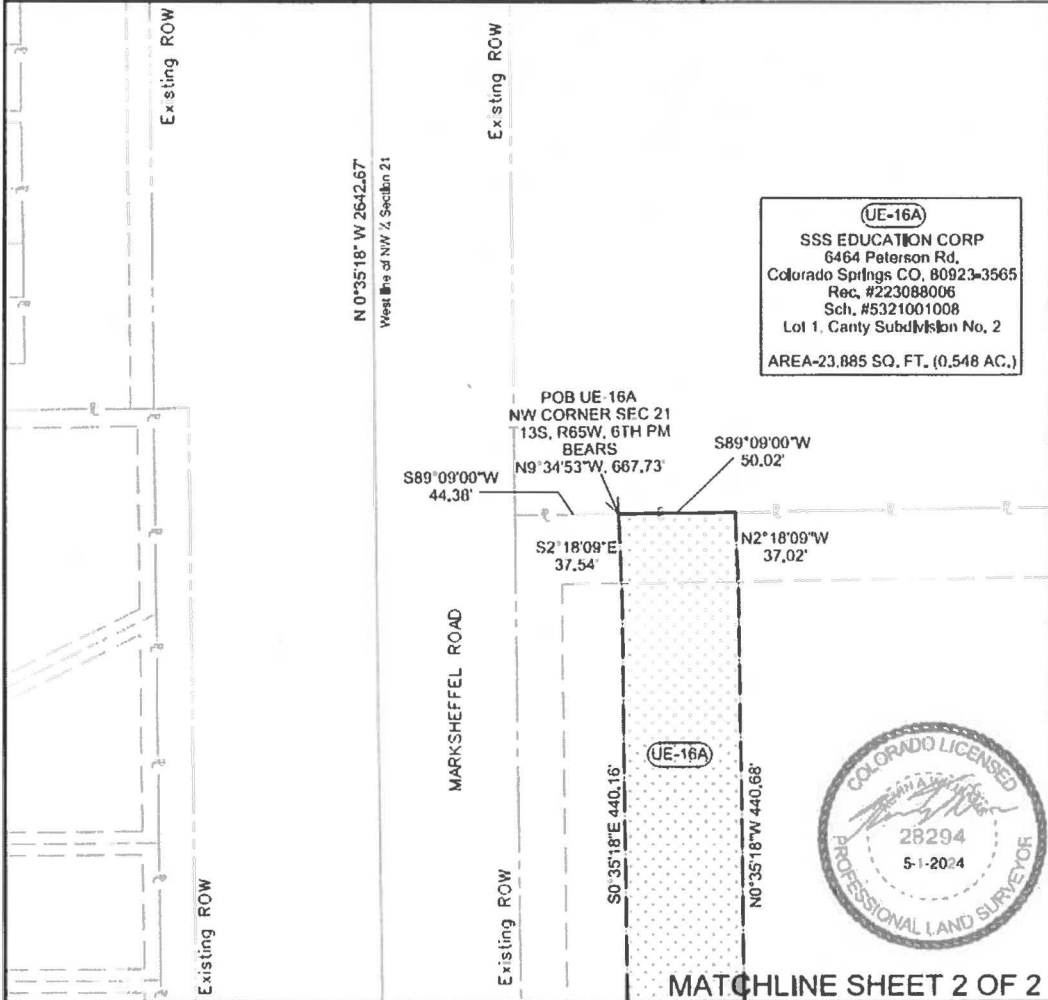 Existing ROW
Existing ROW
N 0°35'18" W 2642.67'
West line of NW ¼ Section 21
UE-16A
SSS EDUCATION CORP
6464 Peterson Rd.
Colorado Springs CO, 80923-3565
Rec. #223088006
Sch. #5321001008
Lot 1, Canty Subdivision No. 2
AREA-23,885 SQ. FT. (0.548 AC.)
POB UE-16A
NW CORNER SEC 21
13S, R65W, 6TH PM
BEARS
N9°34'53"W, 667.73'
S89°09'00"W
50.02'
S89°09'00"W
44.38'
S2°18'09"E
37.54'
N2°18'09"W
37.02'
MARKSHEFFEL ROAD
UE-16A
S0°35'18"E 440.16'
N0°35'18"W 440.68'
COLORADO LICENSED
28294
5-1-2024
PROFESSIONAL LAND SURVEYOR
Existing ROW
Existing ROW
MATCHLINE SHEET 2 OF 2